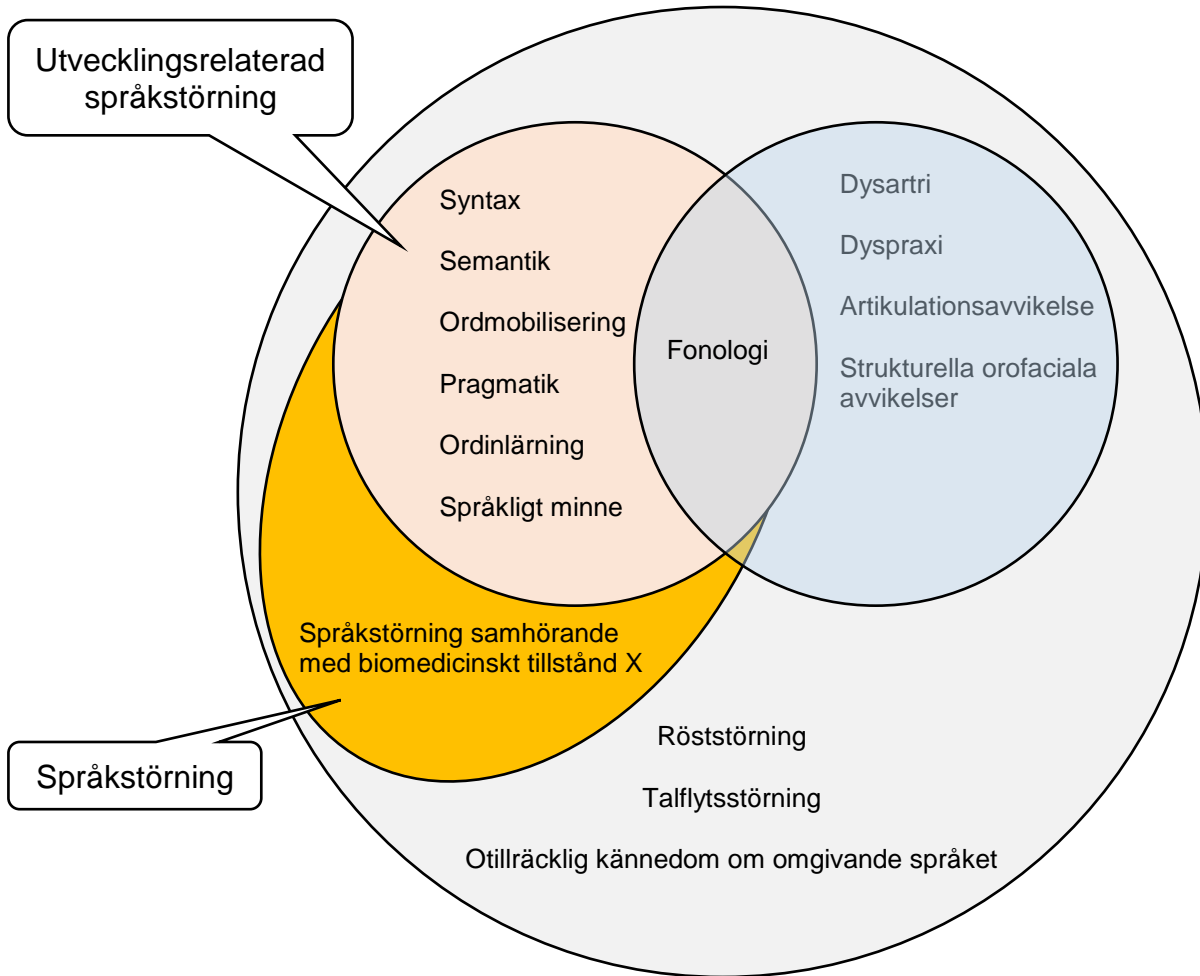 Utvecklingsrelaterad
språkstörning
Syntax
Semantik
Ordmobilisering
Pragmatik
Ordinlärning
Språkligt minne
Fonologi
Dysartri
Dyspraxi
Artikulationsavvikelse
Strukturella orofaciala
avvikelser
Språkstörning samhörande
med biomedicinskt tillstånd X
Språkstörning
Röststörning
Talflytsstörning
Otillräcklig kännedom om omgivande språket